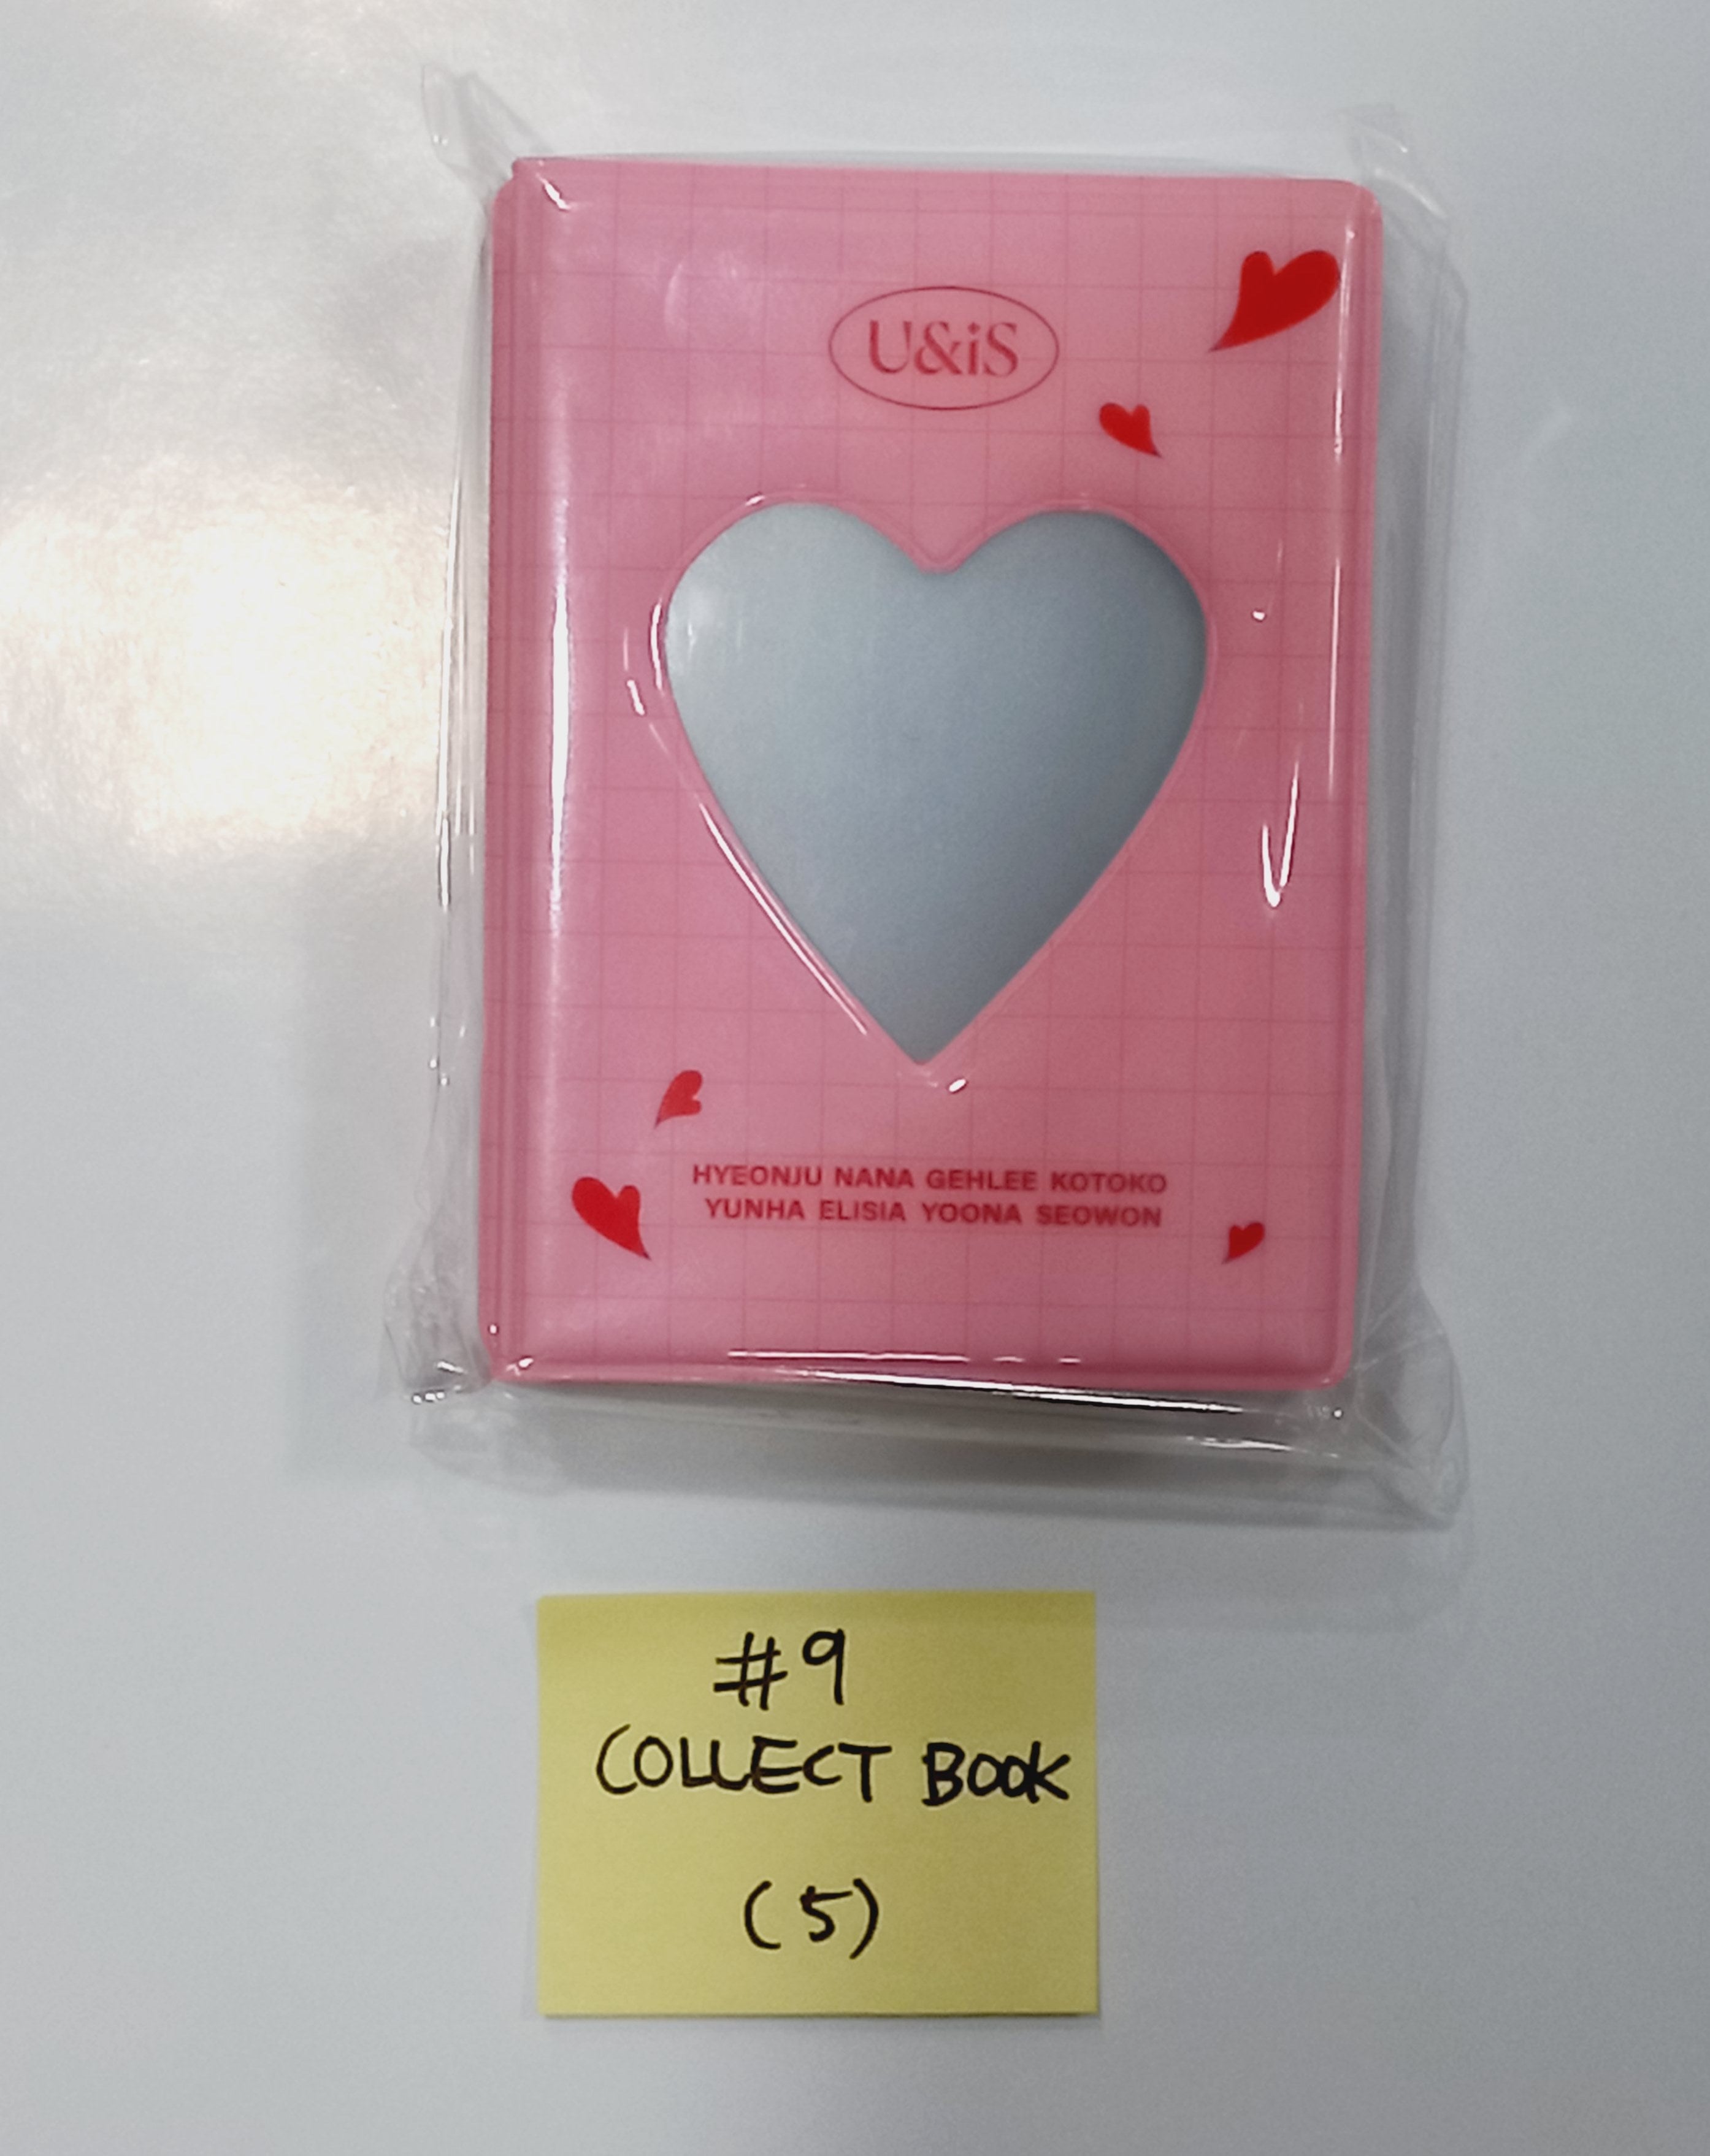 U&iS
HYEONJU NANA GEHLEE KOTOKO
YUNHA ELISIA YOONA SEOWON
#9
COLLECT BOOK
(5)